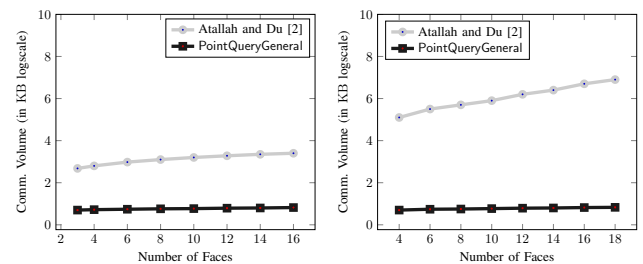 10
8
6
4
2
0
Comm. Volume (in KB logscale)
Atallah and Du [2]
PointQueryGeneral
2 4 6 8 10 12 14 16
Number of Faces
10
8
6
4
2
0
Comm. Volume (in KB logscale)
Atallah and Du [2]
PointQueryGeneral
4 6 8 10 12 14 16 18
Number of Faces